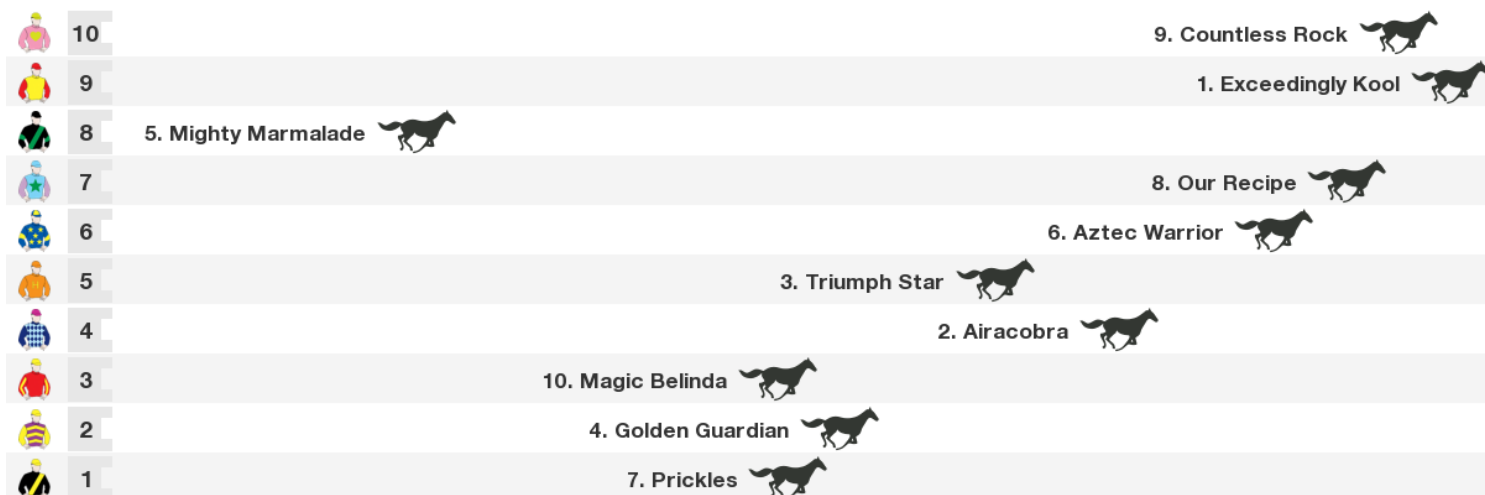 10 9. Countless Rock
9 1. Exceedingly Kool
8 5. Mighty Marmalade
7 8. Our Recipe
6 6. Aztec Warrior
5 3. Triumph Star
4 2. Airacobra
3 10. Magic Belinda
2 4. Golden Guardian
1 7. Prickles